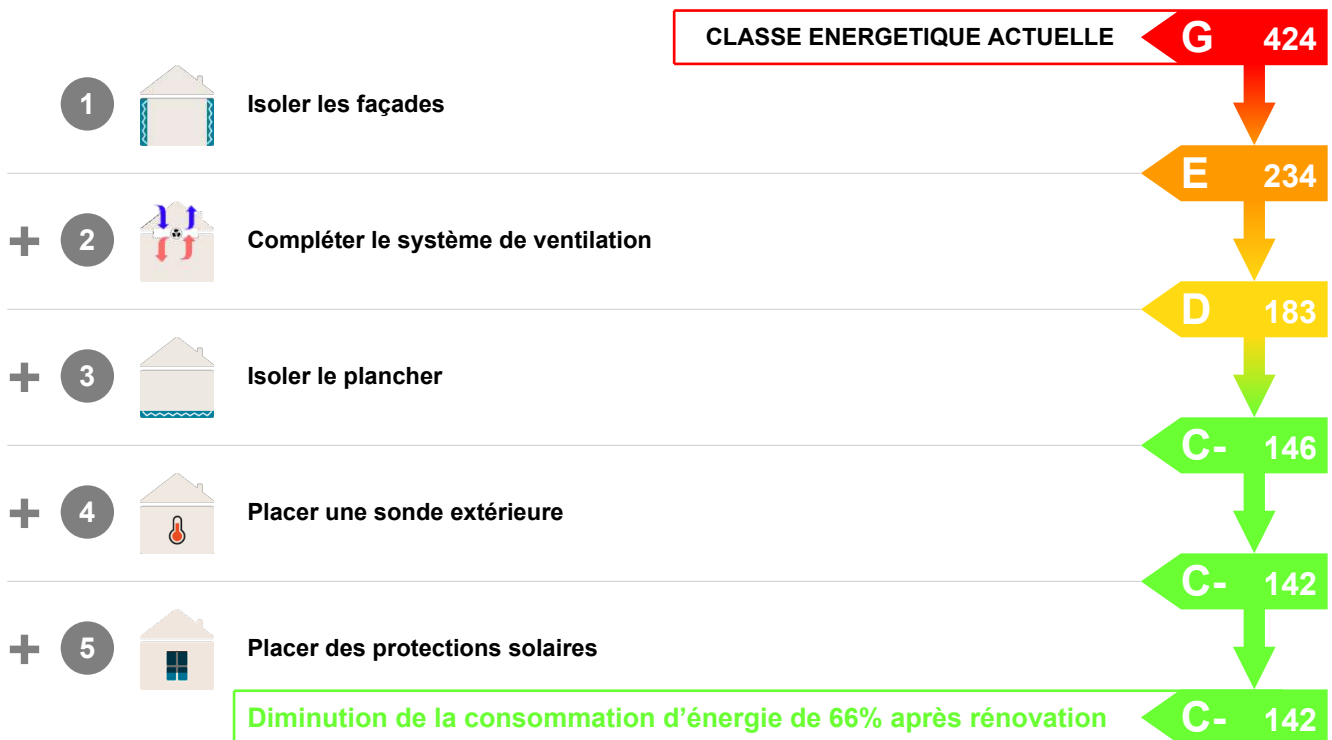 CLASSE ENERGETIQUE ACTUELLE G 424
1 Isoler les façades
E 234
+ 2 Compléter le système de ventilation
D 183
+ 3 Isoler le plancher
C- 146
+ 4 Placer une sonde extérieure
C- 142
+ 5 Placer des protections solaires
Diminution de la consommation d’énergie de 66% après rénovation C- 142